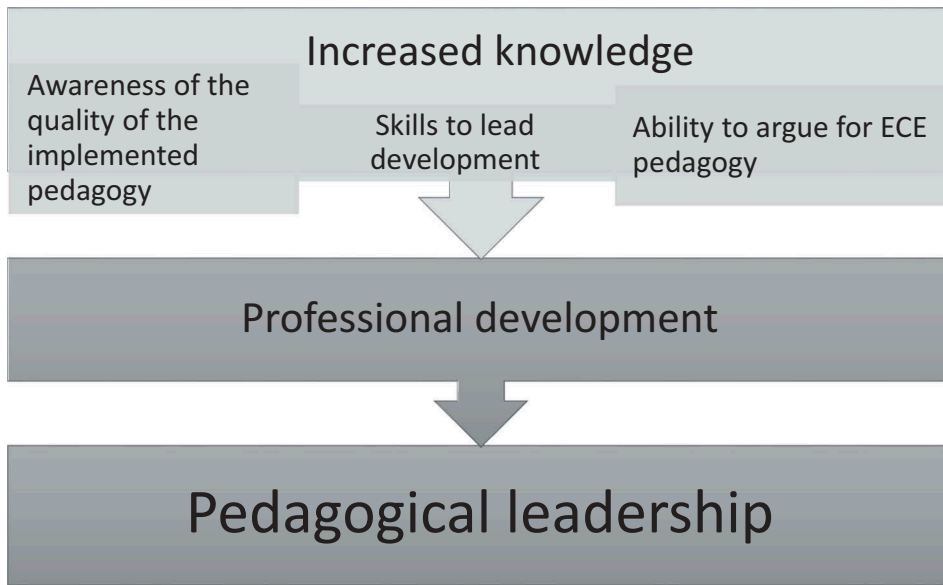 Increased knowledge
Awareness of the
quality of the
implemented
pedagogy
Skills to lead
development
Ability to argue for ECE
pedagogy
Professional development
Pedagogical leadership